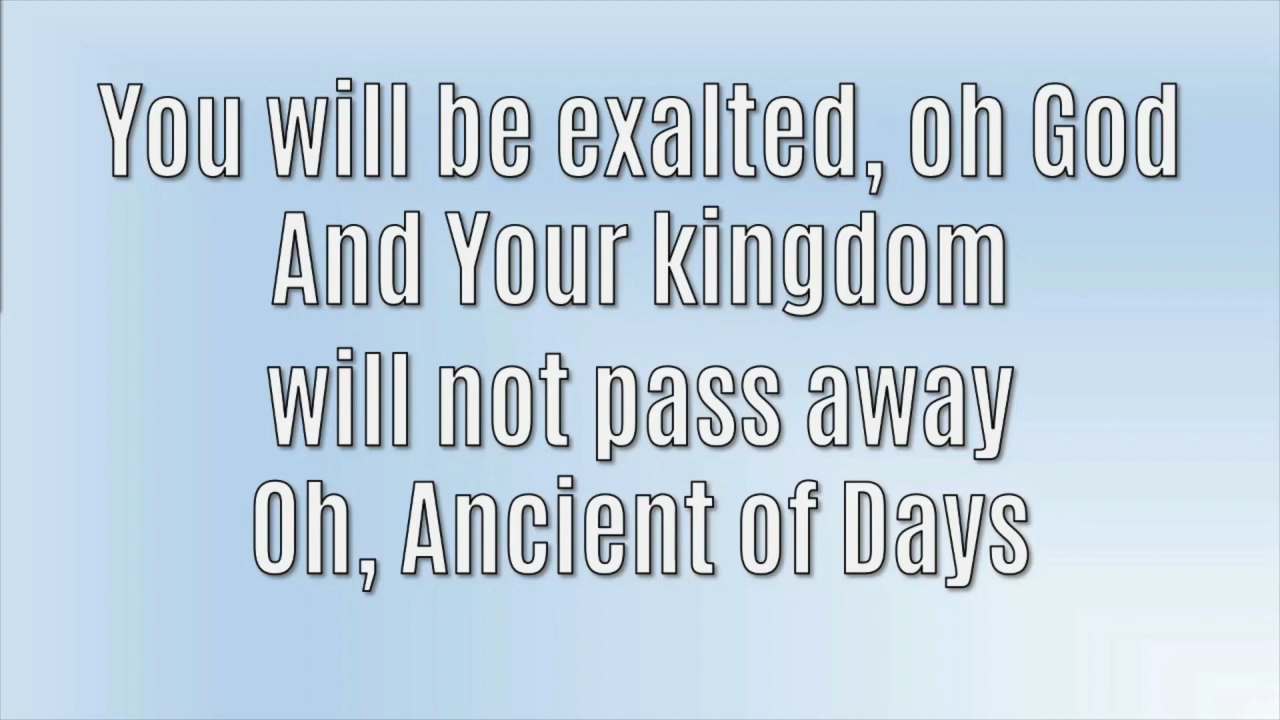 You will be exalted, oh God
And Your kingdom
will not pass away
Oh, Ancient of Days